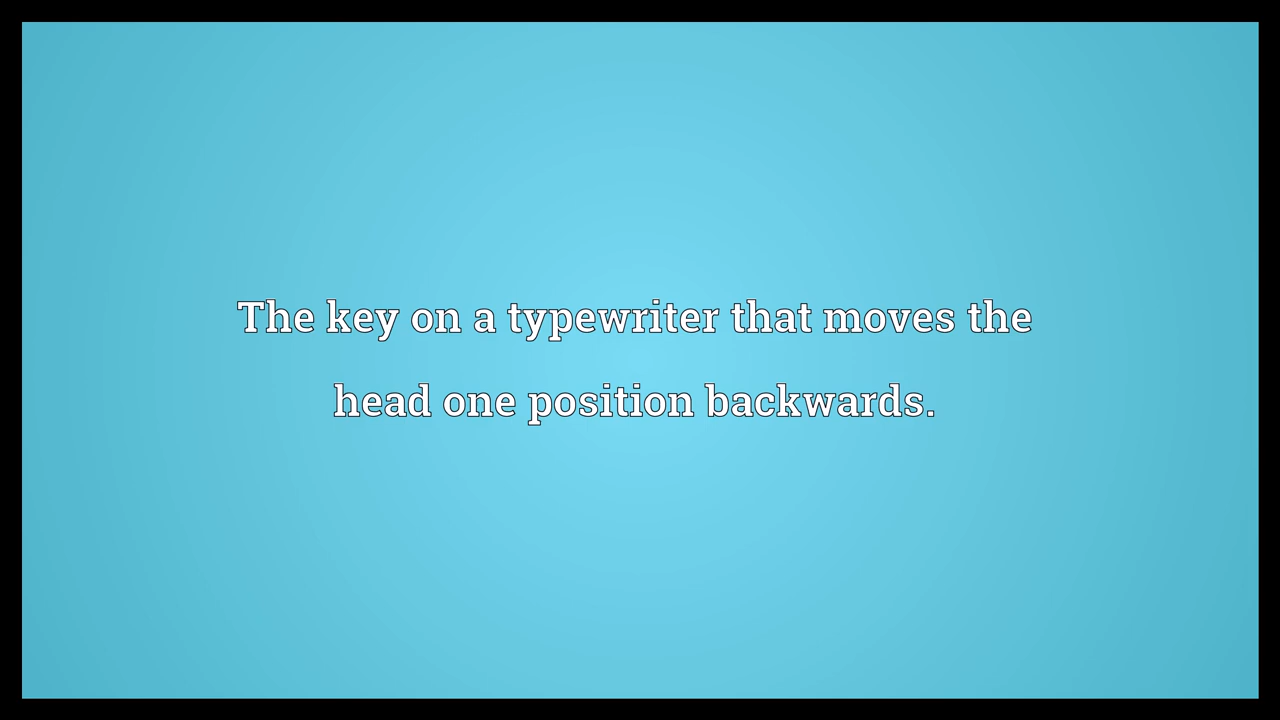 The key on a typewriter that moves the
head one position backwards.